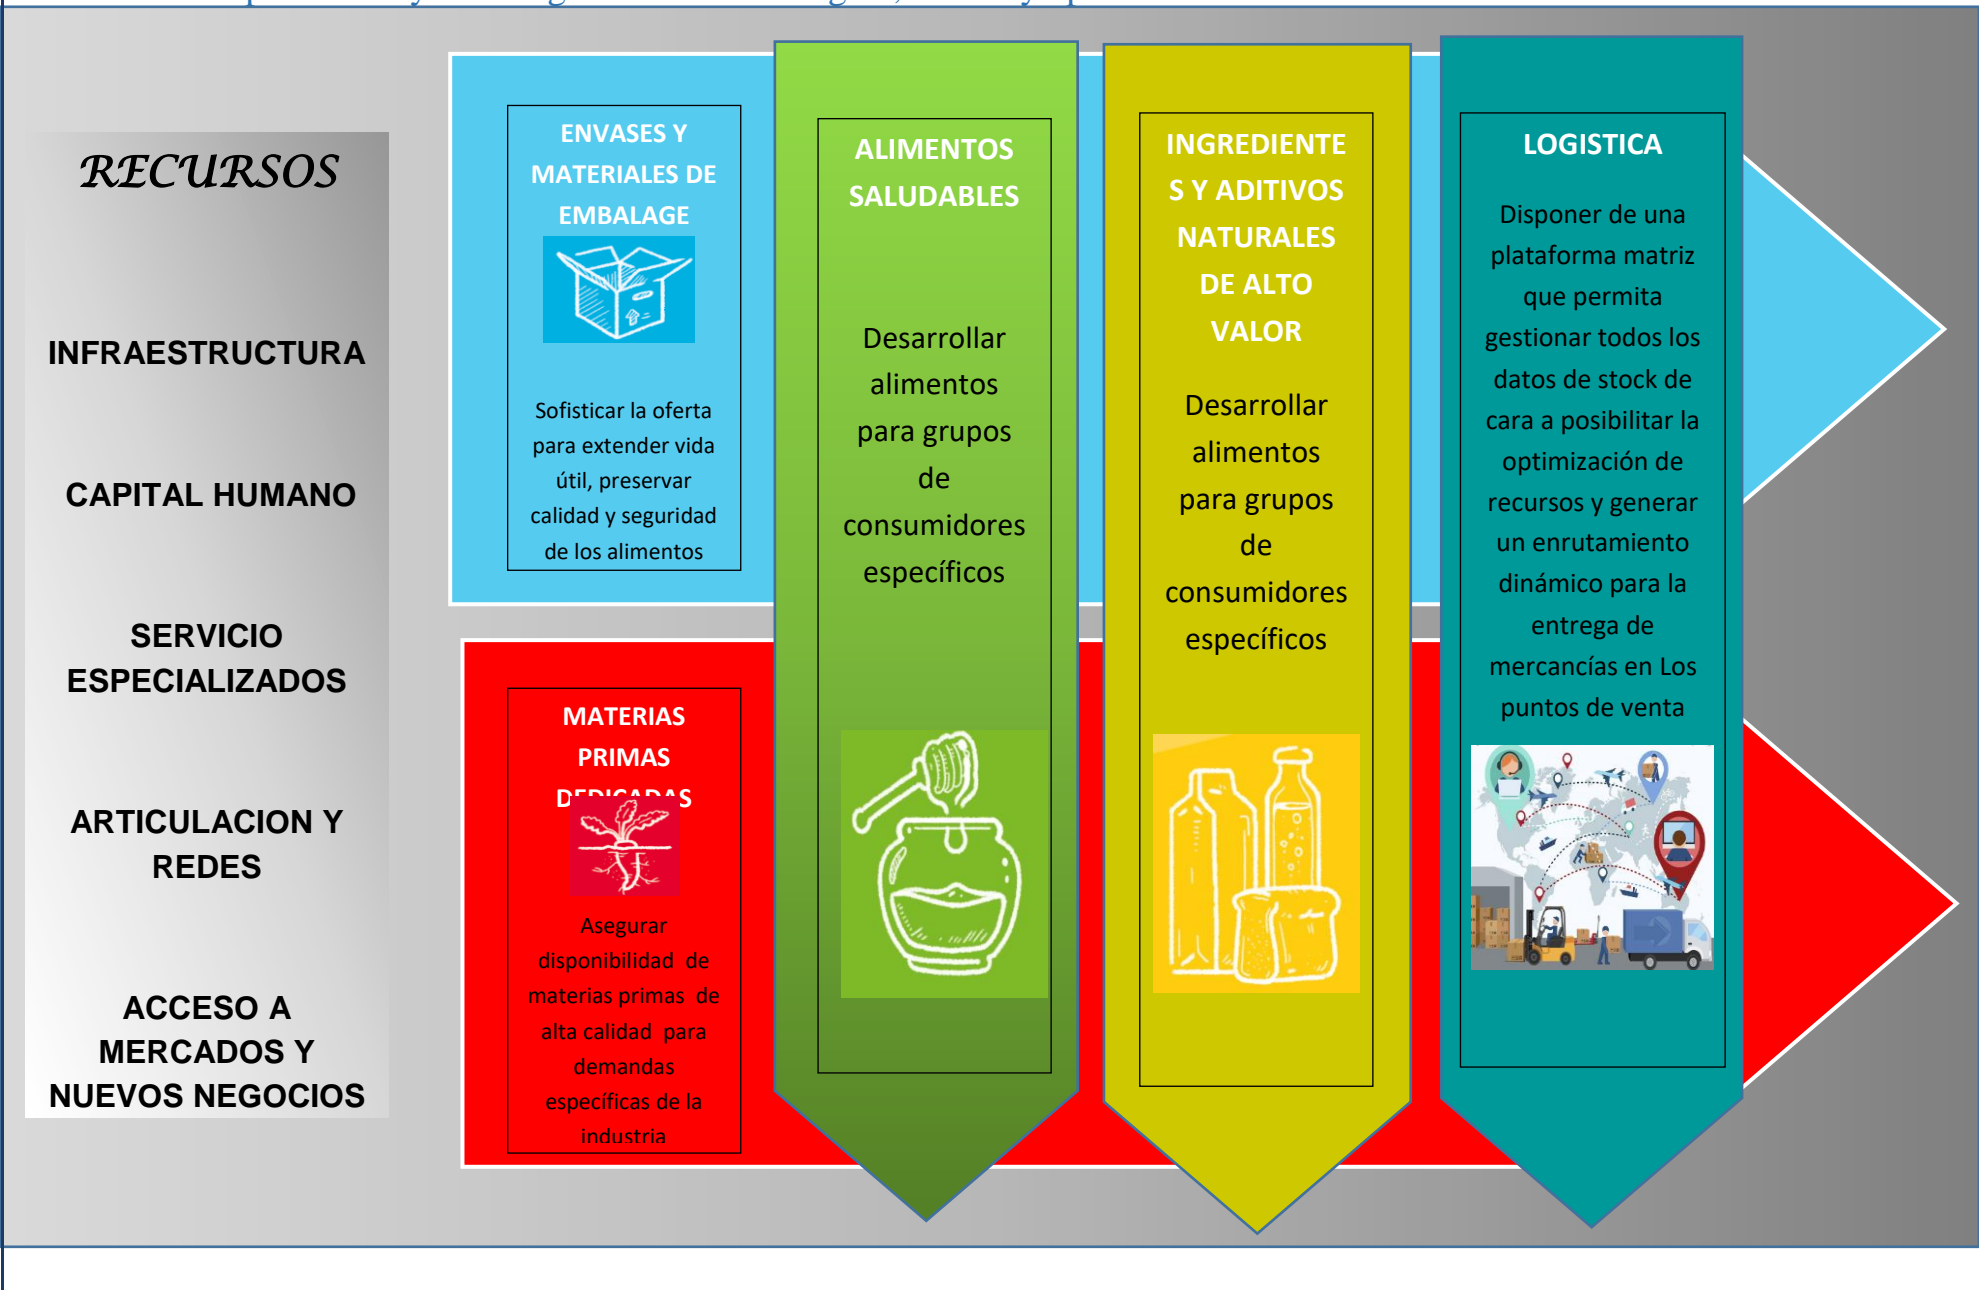 RECURSOS
INFRAESTRUCTURA
CAPITAL HUMANO
SERVICIO
ESPECIALIZADOS
ARTICULACION Y
REDES
ACCESO A
MERCADOS Y
NUEVOS NEGOCIOS
ENVASES Y
MATERIALES DE
EMBALAGE
Sofisticar la oferta
para extender vida
útil, preservar
calidad y seguridad
de los alimentos
MATERIAS
PRIMAS
DEDICADAS
Asegurar
disponibilidad de
materias primas de
alta calidad para
demandas
específicas de la
industria
ALIMENTOS
SALUDABLES
Desarrollar
alimentos
para grupos
de
consumidores
específicos
INGREDIENTE
S Y ADITIVOS
NATURALES
DE ALTO
VALOR
Desarrollar
alimentos
para grupos
de
consumidores
específicos
LOGISTICA
Disponer de una
plataforma matriz
que permita
gestionar todos los
datos de stock de
cara a posibilitar la
optimización de
recursos y generar
un enrutamiento
dinámico para la
entrega de
mercancías en Los
puntos de venta